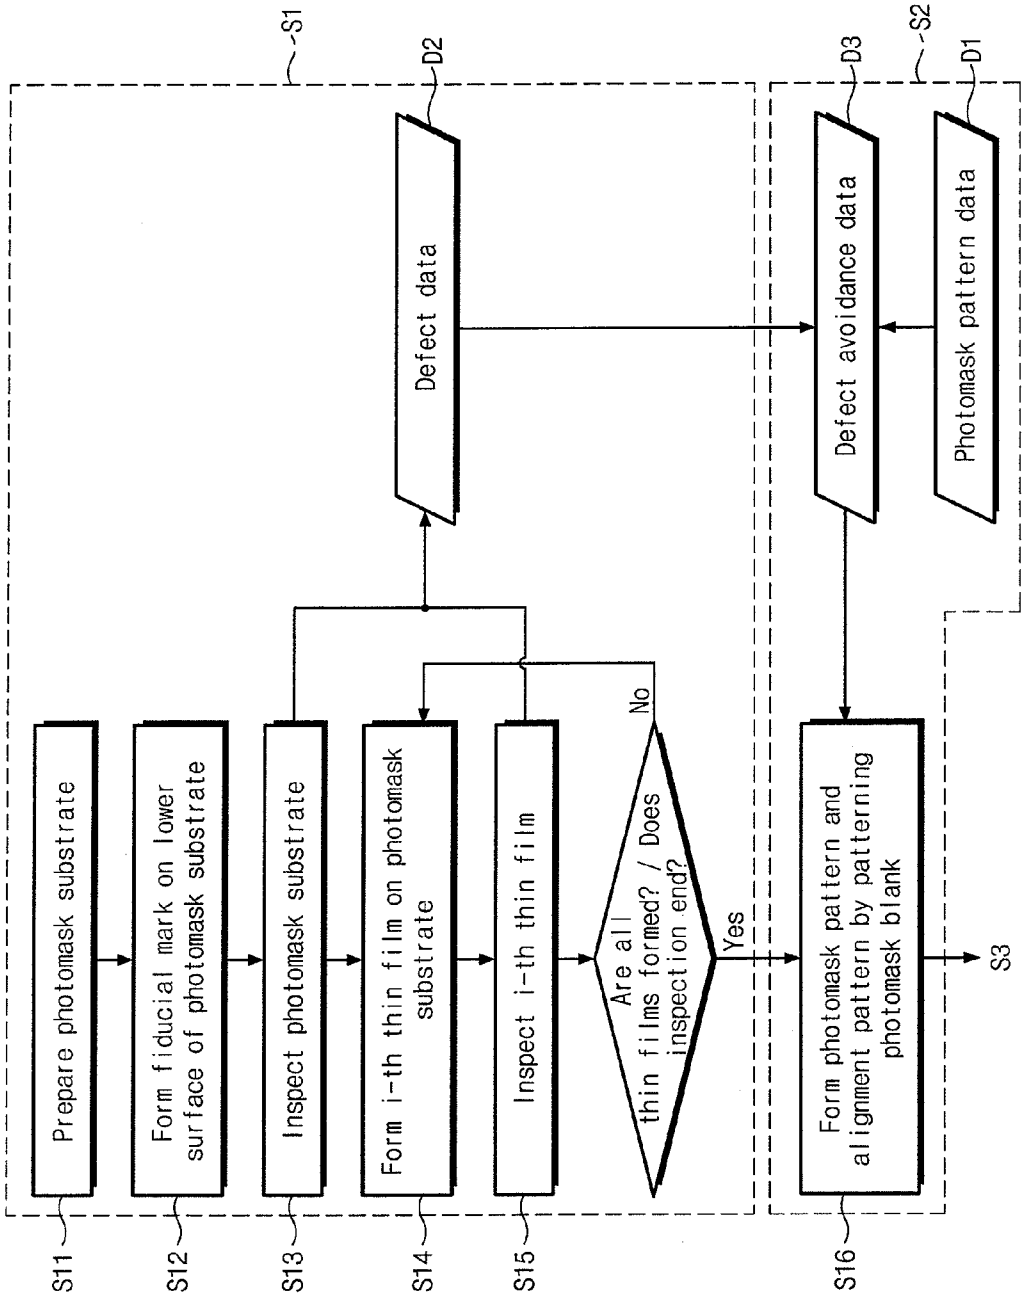 S1
S11
Prepare photomask substrate
S12
Form fiducial mark on lower
surface of photomask substrate
S13
Inspect photomask substrate
S14
Form i-th thin film on photomask
substrate
D2
Defect data
S15
Inspect i-th thin film
Are all
thin films formed? / Does
inspection end?
No
Yes
S2
S16
Form photomask pattern and
alignment pattern by patterning
photomask blank
D3
Defect avoidance data
D1
Photomask pattern data
S3